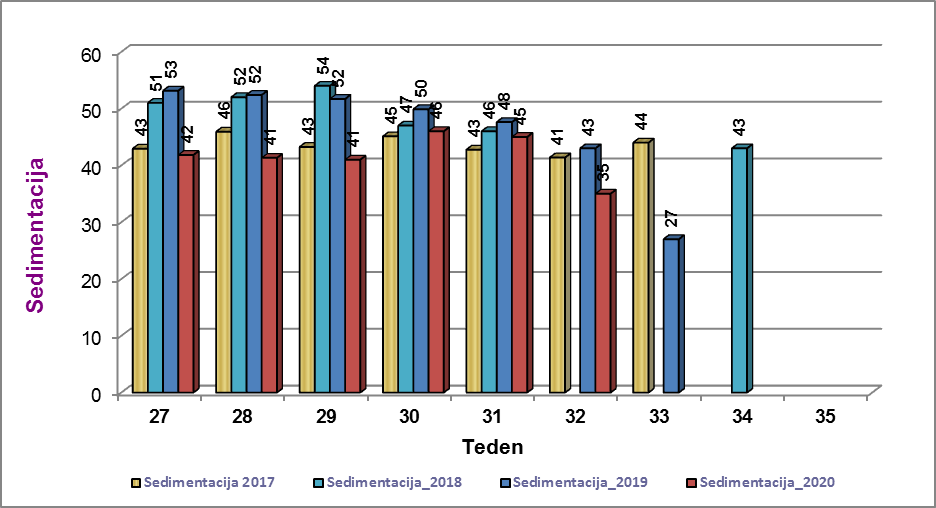 Sedimentacija
60
50
40
30
20
10
0
43 51 53 42
46 52 52 41
43 54 52 41
45 47 50 46
43 46 48 45
41 43 35
44 27
43
27 28 29 30 31 32 33 34 35
Teden
Sedimentacija 2017 Sedimentacija_2018 Sedimentacija_2019 Sedimentacija_2020